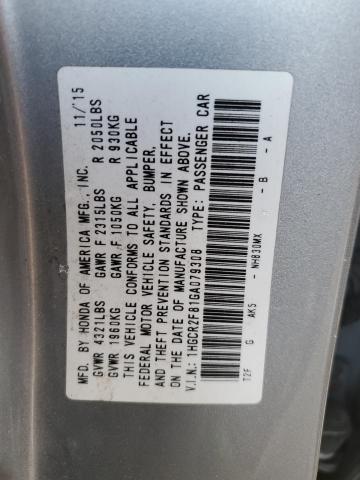 MFD. BY HONDA OF AMERICA MFG., INC. 11/'15
GVWR 4321LBS GAWR F 2315LBS R 2050LBS
GVWR 1960KG GAWR F 1050KG R 930KG
THIS VEHICLE CONFORMS TO ALL APPLICABLE
FEDERAL MOTOR VEHICLE SAFETY, BUMPER,
AND THEFT PREVENTION STANDARDS IN EFFECT
ON THE DATE OF MANUFACTURE SHOWN ABOVE.
V.I.N.: 1HGCR2F81GA079308 TYPE: PASSENGER CAR
T2F G AK5 - NH830MX - B - A